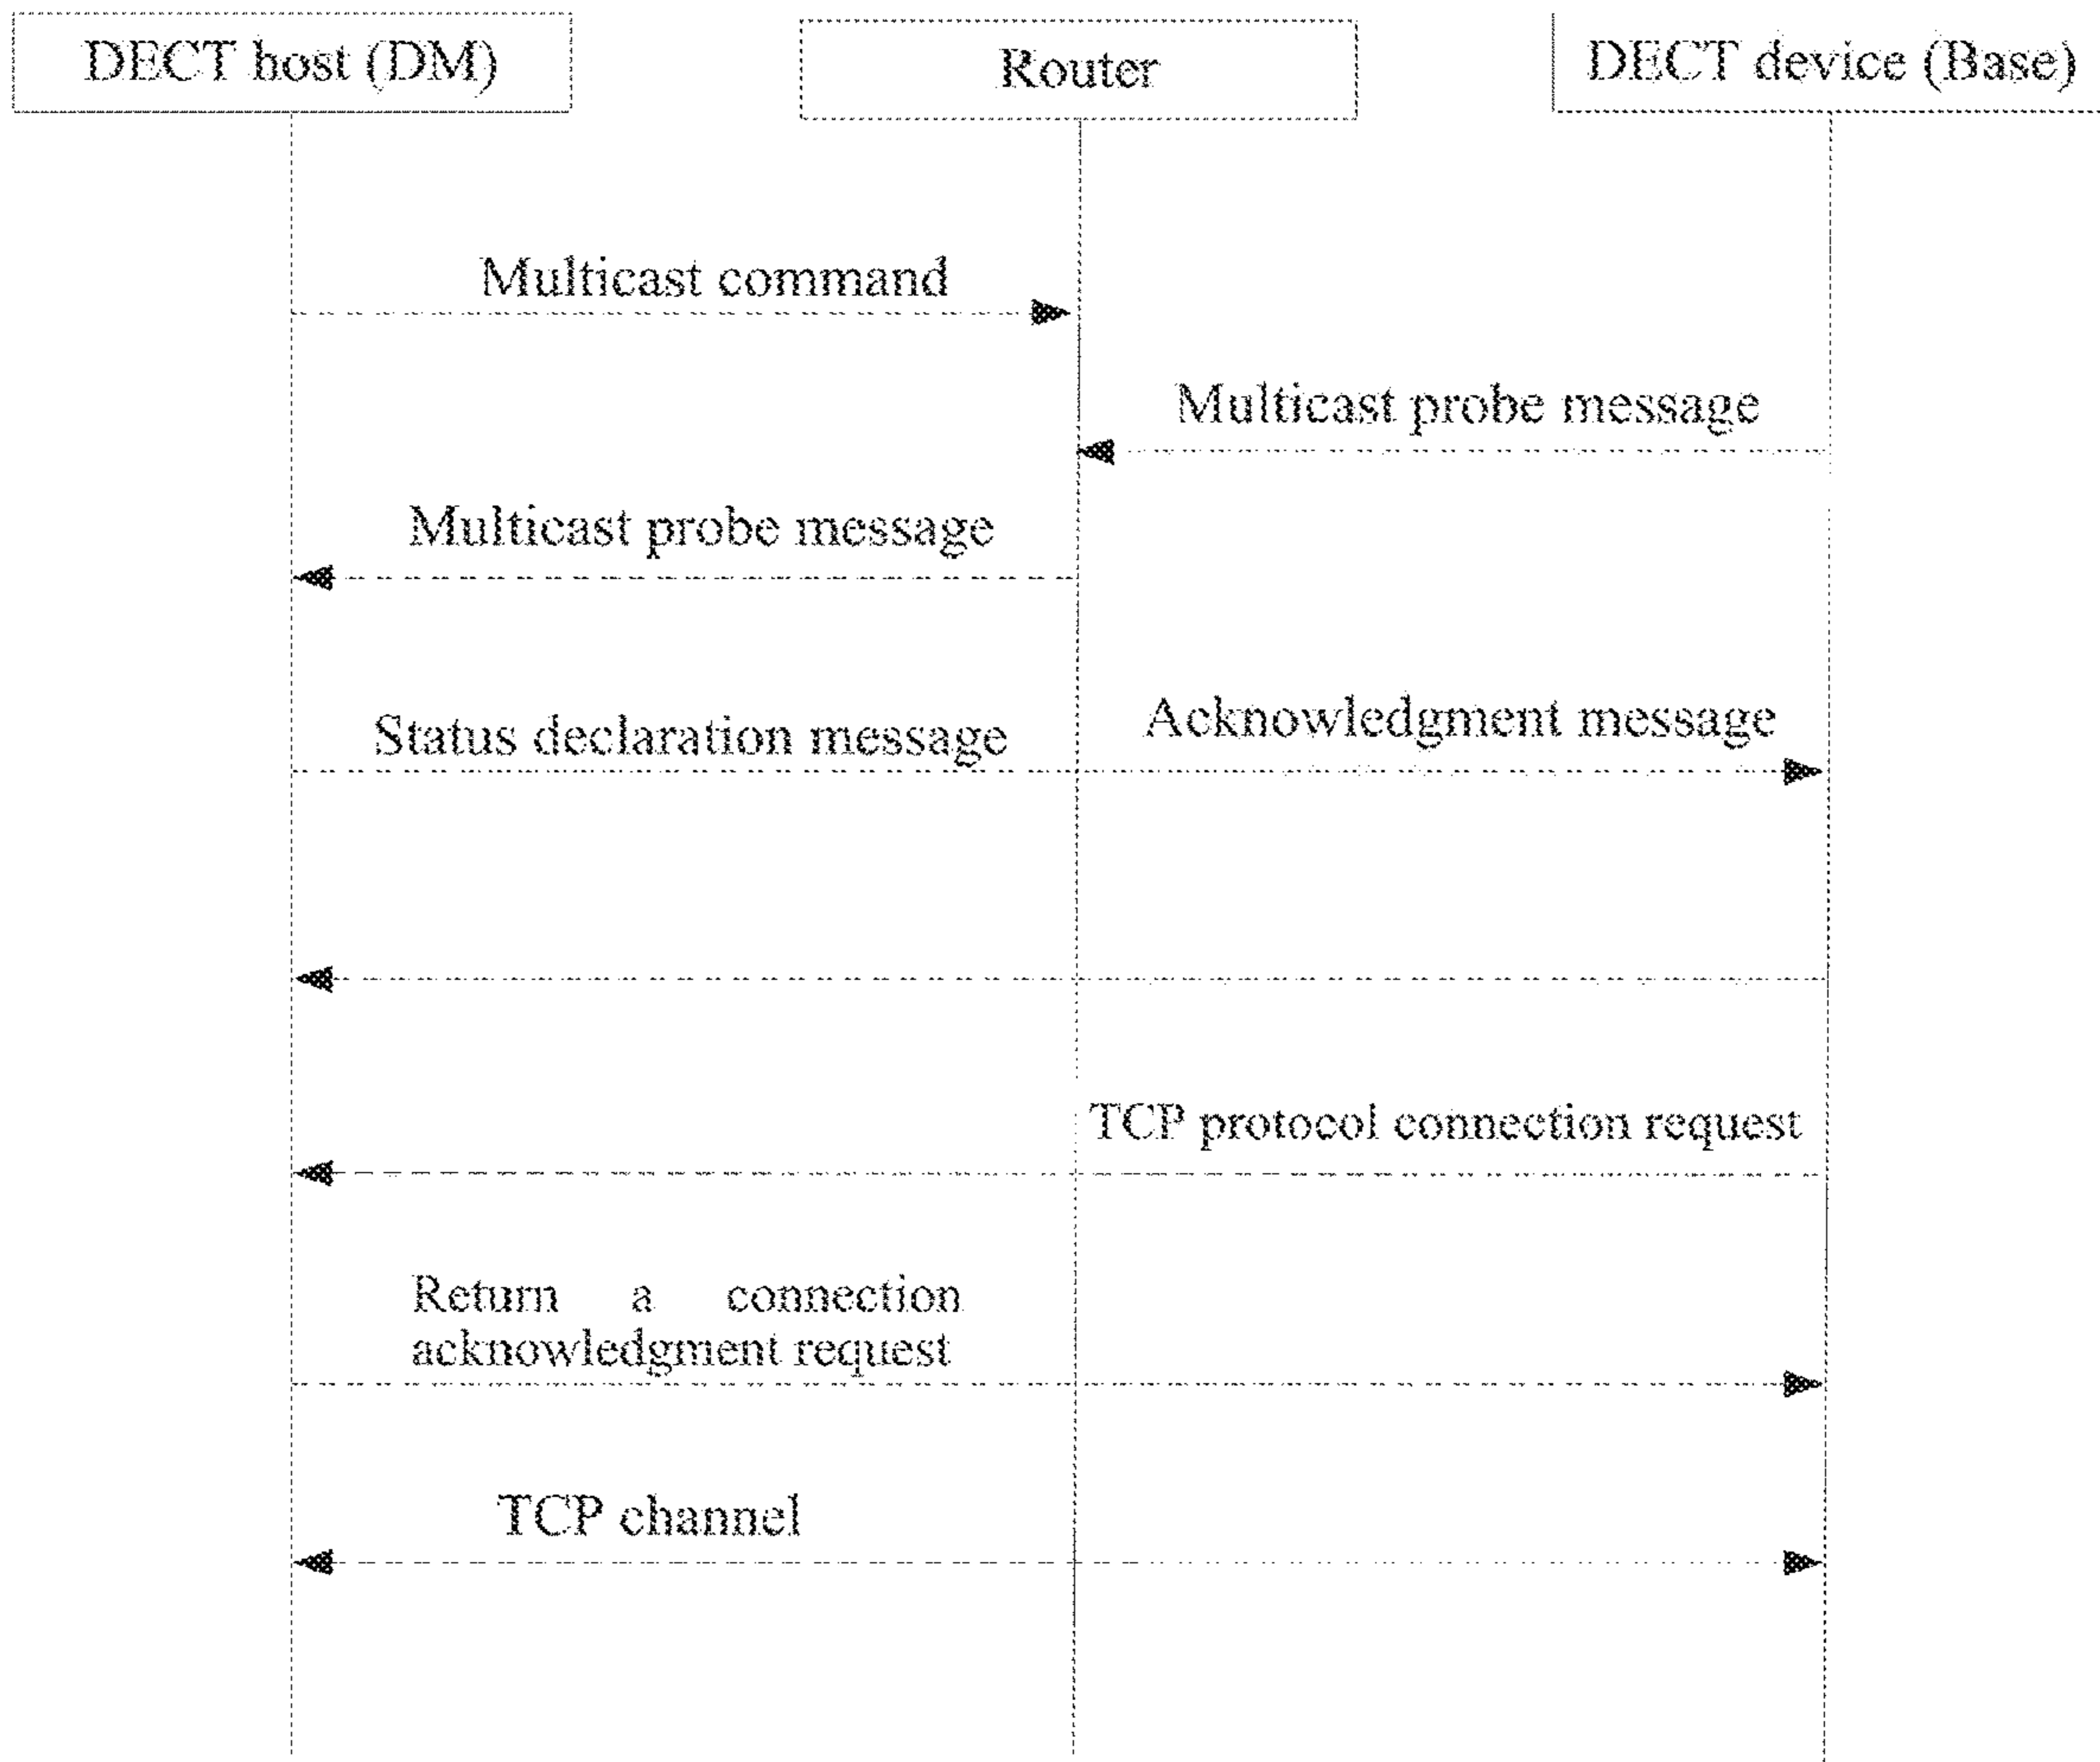 DECT host (DM)
Router
DECT device (Base)
Multicast command
Multicast probe message
Multicast probe message
Status declaration message
Acknowledgment message
TCP protocol connection request
Return a connection
acknowledgment request
TCP channel